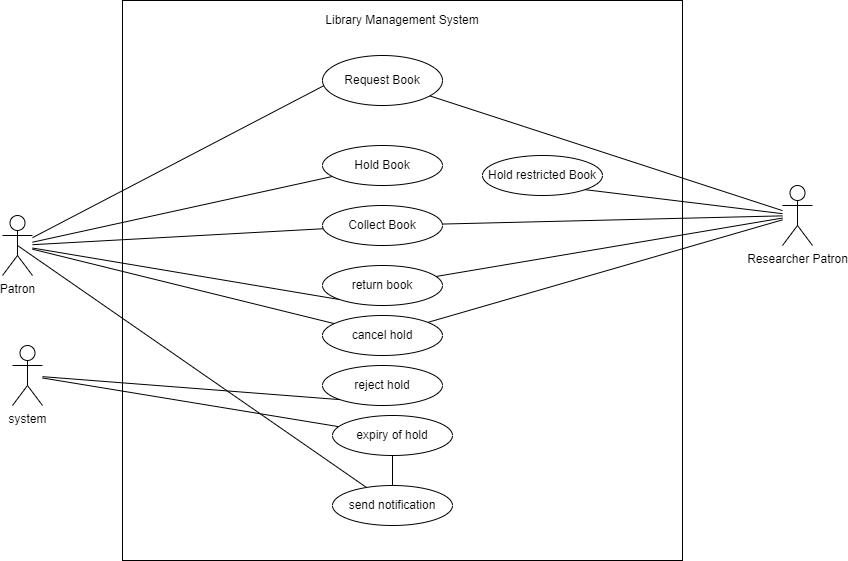 Library Management System
Request Book
Hold Book
Hold restricted Book
Collect Book
Researcher Patron
return book
Patron
cancel hold
reject hold
system
expiry of hold
send notification